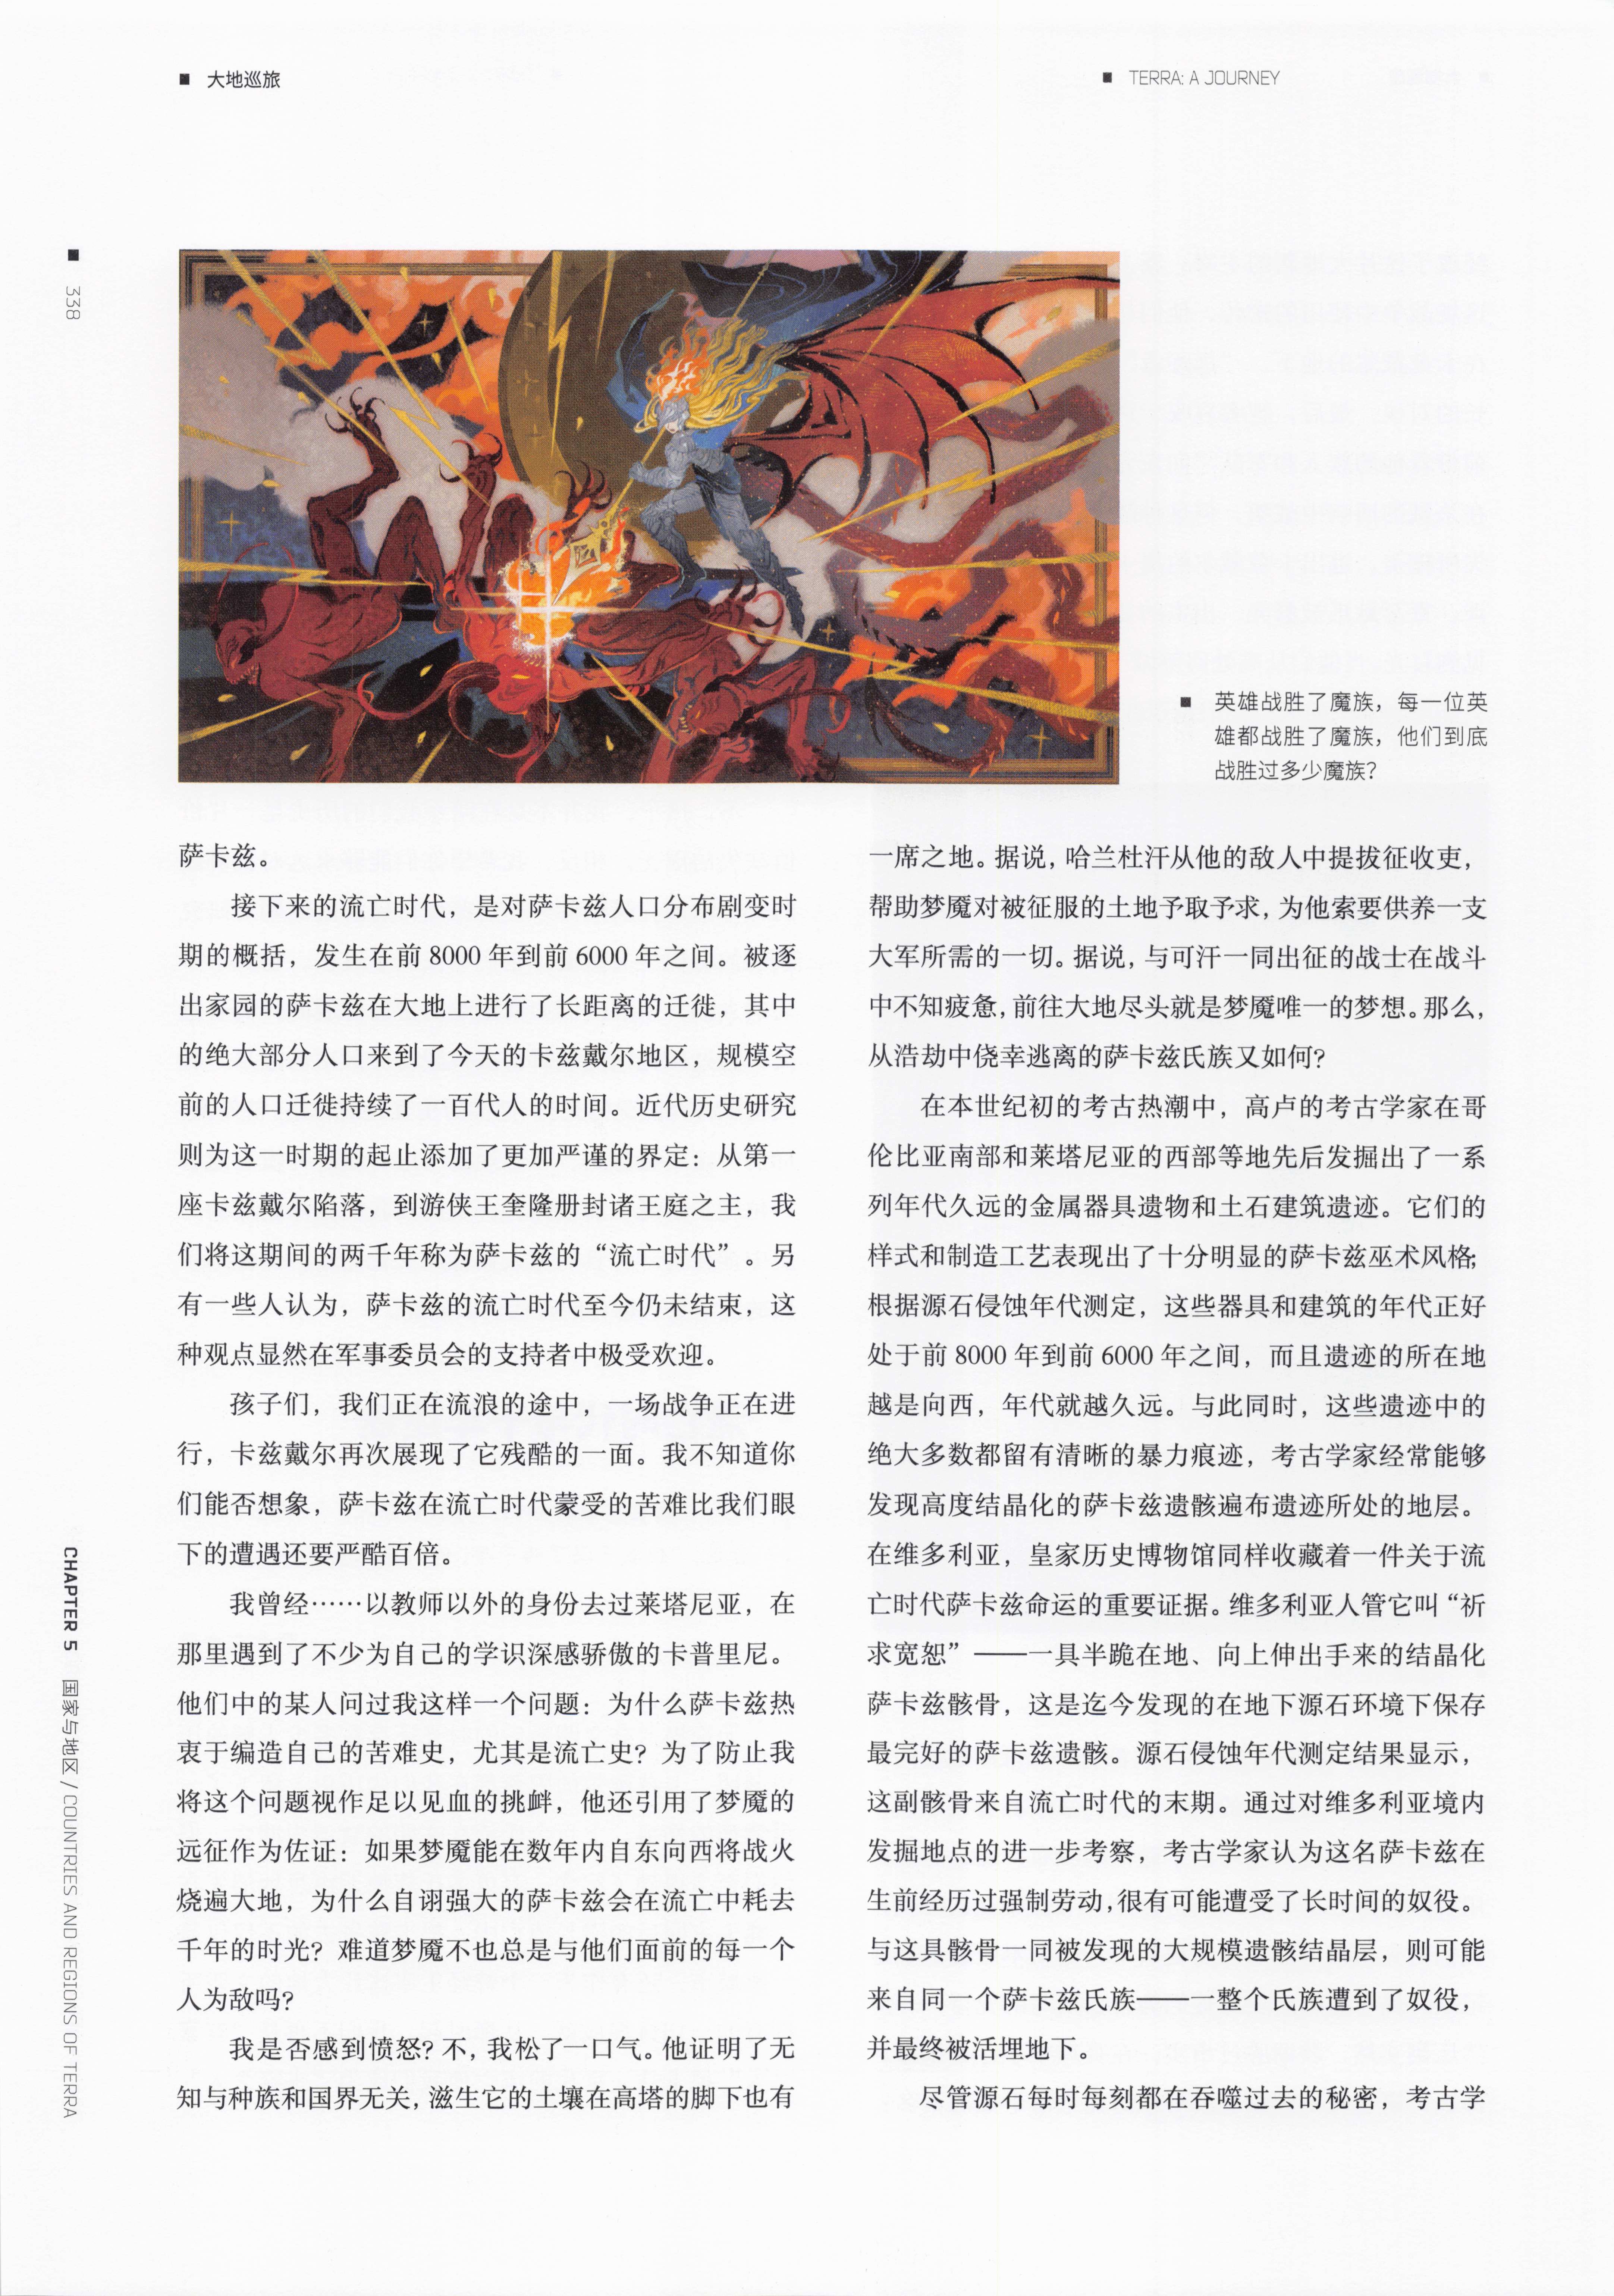 大地巡旅
TERRA: A JOURNEY
338
英雄战胜了魔族，每一位英
雄都战胜了魔族，他们到底
战胜过多少魔族？
萨卡兹。
接下来的流亡时代，是对萨卡兹人口分布剧变时
期的概括，发生在前 8000 年到前 6000 年之间。被逐
出家园的萨卡兹在大地上进行了长距离的迁徙，其中
的绝大部分人口来到了今天的卡兹戴尔地区，规模空
前的人口迁徙持续了一百代人的时间。近代历史研究
则为这一时期的起止添加了更加严谨的界定：从第一
座卡兹戴尔陷落，到游侠王奎隆册封诸王庭之主，我
们将这期间的两千年称为萨卡兹的“流亡时代”。另
有一些人认为，萨卡兹的流亡时代至今仍未结束，这
种观点显然在军事委员会的支持者中极受欢迎。
孩子们，我们正在流浪的途中，一场战争正在进
行，卡兹戴尔再次展现了它残酷的一面。我不知道你
们能否想象，萨卡兹在流亡时代蒙受的苦难比我们眼
下的遭遇还要严酷百倍。
我曾经……以教师以外的身份去过莱塔尼亚，在
那里遇到了不少为自己的学识深感骄傲的卡普里尼。
他们中的某人问过我这样一个问题：为什么萨卡兹热
衷于编造自己的苦难史，尤其是流亡史？为了防止我
将这个问题视作足以见血的挑衅，他还引用了梦魇的
远征作为佐证：如果梦魇能在数年内自东向西将战火
烧遍大地，为什么自诩强大的萨卡兹会在流亡中耗去
千年的时光？难道梦魇不也总是与他们面前的每一个
人为敌吗？
我是否感到愤怒？不，我松了一口气。他证明了无
知与种族和国界无关，滋生它的土壤在高塔的脚下也有
一席之地。据说，哈兰杜汗从他的敌人中提拔征收吏，
帮助梦魇对被征服的土地予取予求，为他索要供养一支
大军所需的一切。据说，与可汗一同出征的战士在战斗
中不知疲惫，前往大地尽头就是梦魇唯一的梦想。那么，
从浩劫中侥幸逃离的萨卡兹氏族又如何？
在本世纪初的考古热潮中，高卢的考古学家在哥
伦比亚南部和莱塔尼亚的西部等地先后发掘出了一系
列年代久远的金属器具遗物和土石建筑遗迹。它们的
样式和制造工艺表现出了十分明显的萨卡兹巫术风格；
根据源石侵蚀年代测定，这些器具和建筑的年代正好
处于前 8000 年到前 6000 年之间，而且遗迹的所在地
越是向西，年代就越久远。与此同时，这些遗迹中的
绝大多数都留有清晰的暴力痕迹，考古学家经常能够
发现高度结晶化的萨卡兹遗骸遍布遗迹所处的地层。
在维多利亚，皇家历史博物馆同样收藏着一件关于流
亡时代萨卡兹命运的重要证据。维多利亚人管它叫“祈
求宽恕”——一具半跪在地、向上伸出手来的结晶化
萨卡兹骸骨，这是迄今发现的在地下源石环境下保存
最完好的萨卡兹遗骸。源石侵蚀年代测定结果显示，
这副骸骨来自流亡时代的末期。通过对维多利亚境内
发掘地点的进一步考察，考古学家认为这名萨卡兹在
生前经历过强制劳动，很有可能遭受了长时间的奴役。
与这具骸骨一同被发现的大规模遗骸结晶层，则可能
来自同一个萨卡兹氏族——一整个氏族遭到了奴役，
并最终被活埋地下。
尽管源石每时每刻都在吞噬过去的秘密，考古学
CHAPTER 5 国家与地区 / COUNTRIES AND REGIONS OF TERRA